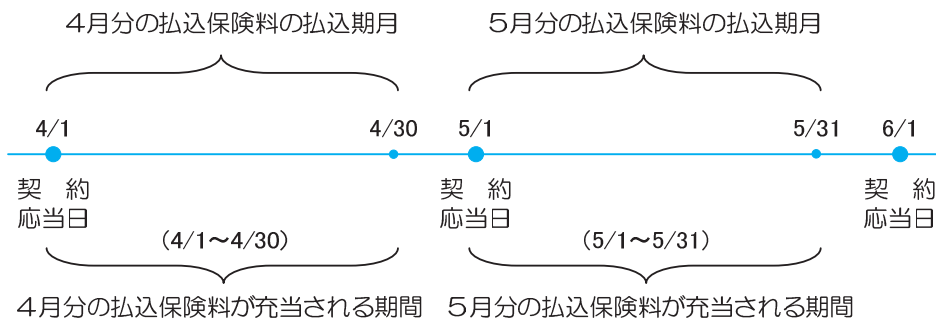 4月分の払込保険料の払込期月
5月分の払込保険料の払込期月
4/1
4/30
5/1
5/31
6/1
契　約
応当日
契　約
応当日
契　約
応当日
（4/1～4/30）
（5/1～5/31）
4月分の払込保険料が充当される期間
5月分の払込保険料が充当される期間